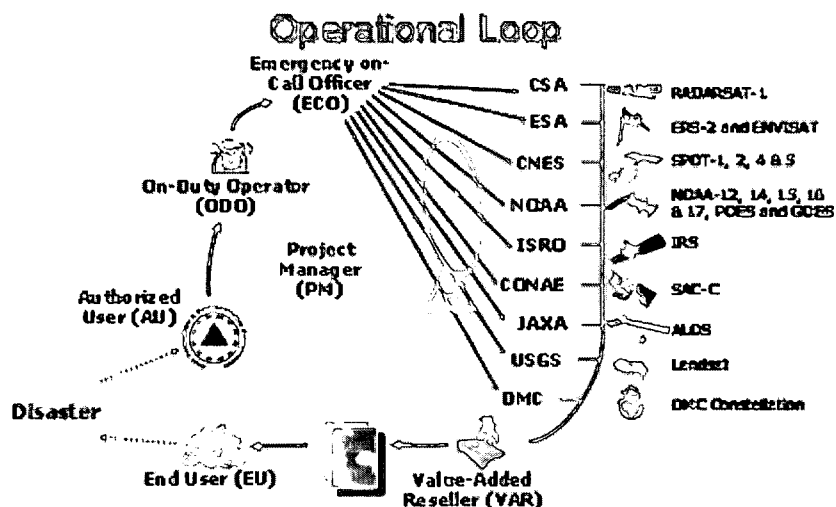 Operational Loop
Emergency on-
Call Officer
(ECO)
On-Duty Operator
(ODO)
Project
Manager
(PM)
Authorized
User (AU)
Disaster
End User (EU)
Value-Added
Reseller (VAR)
CSA
ESA
CNES
NOAA
ISRO
CONAE
JAXA
USGS
DMC
RADARSAT-1
ERS-2 and ENVISAT
SPOT-1, 2, 4 & 5
NOAA-12, 14, 15, 16
& 17, POES and GOES
IRS
SAC-C
ALOS
Landsat
DMC Constellation